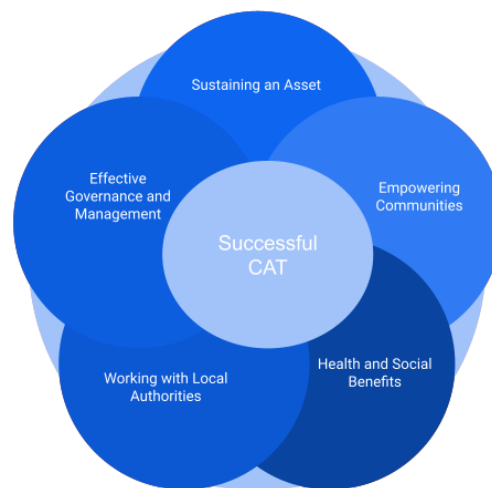 Sustaining an Asset
Effective
Governance and
Management
Empowering
Communities
Successful
CAT
Working with Local
Authorities
Health and Social
Benefits